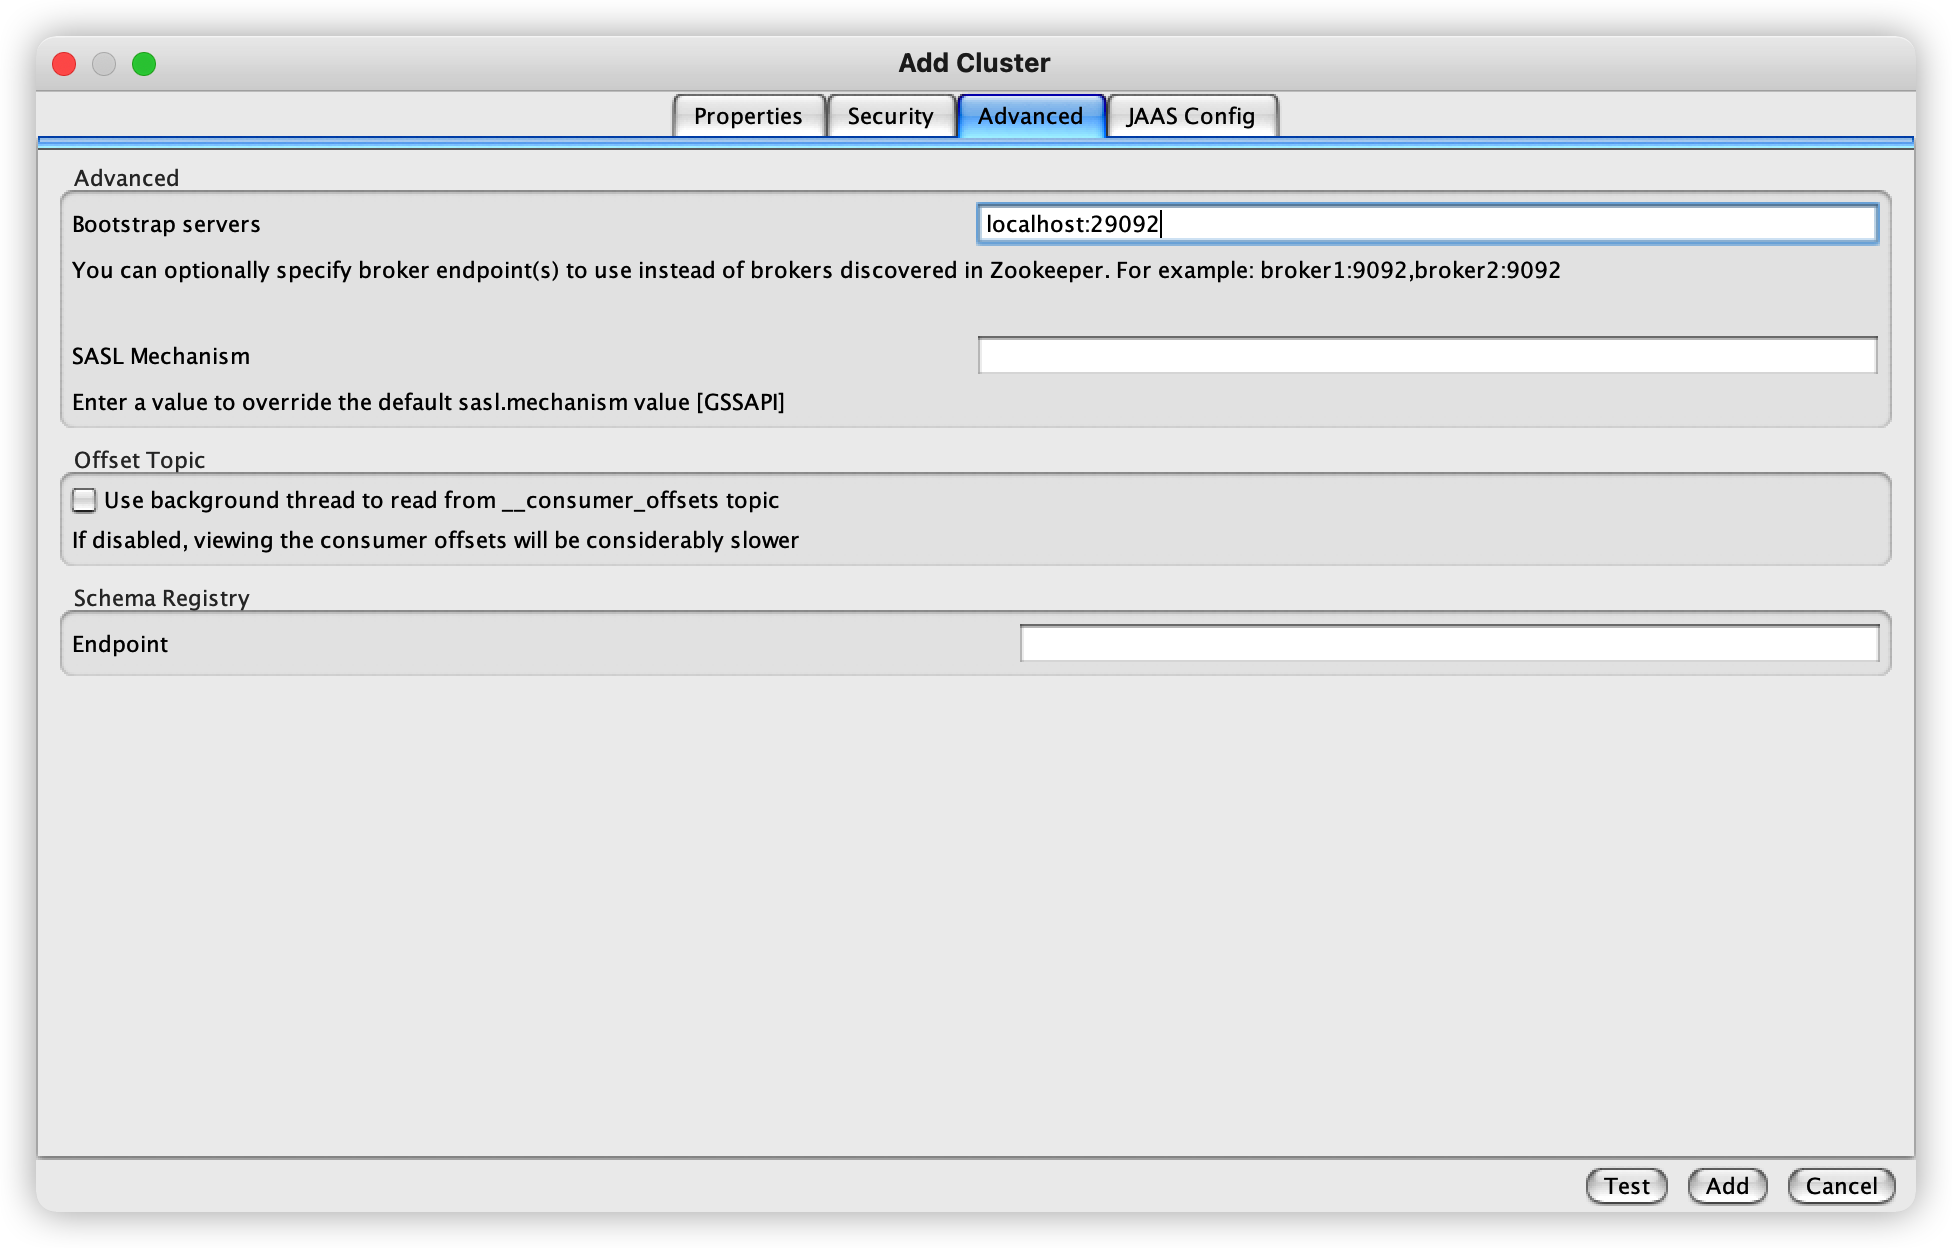 Add Cluster
Properties Security Advanced JAAS Config
Advanced
Bootstrap servers localhost:29092
You can optionally specify broker endpoint(s) to use instead of brokers discovered in Zookeeper. For example: broker1:9092,broker2:9092
SASL Mechanism
Enter a value to override the default sasl.mechanism value [GSSAPI]
Offset Topic
Use background thread to read from __consumer_offsets topic
If disabled, viewing the consumer offsets will be considerably slower
Schema Registry
Endpoint
Test Add Cancel